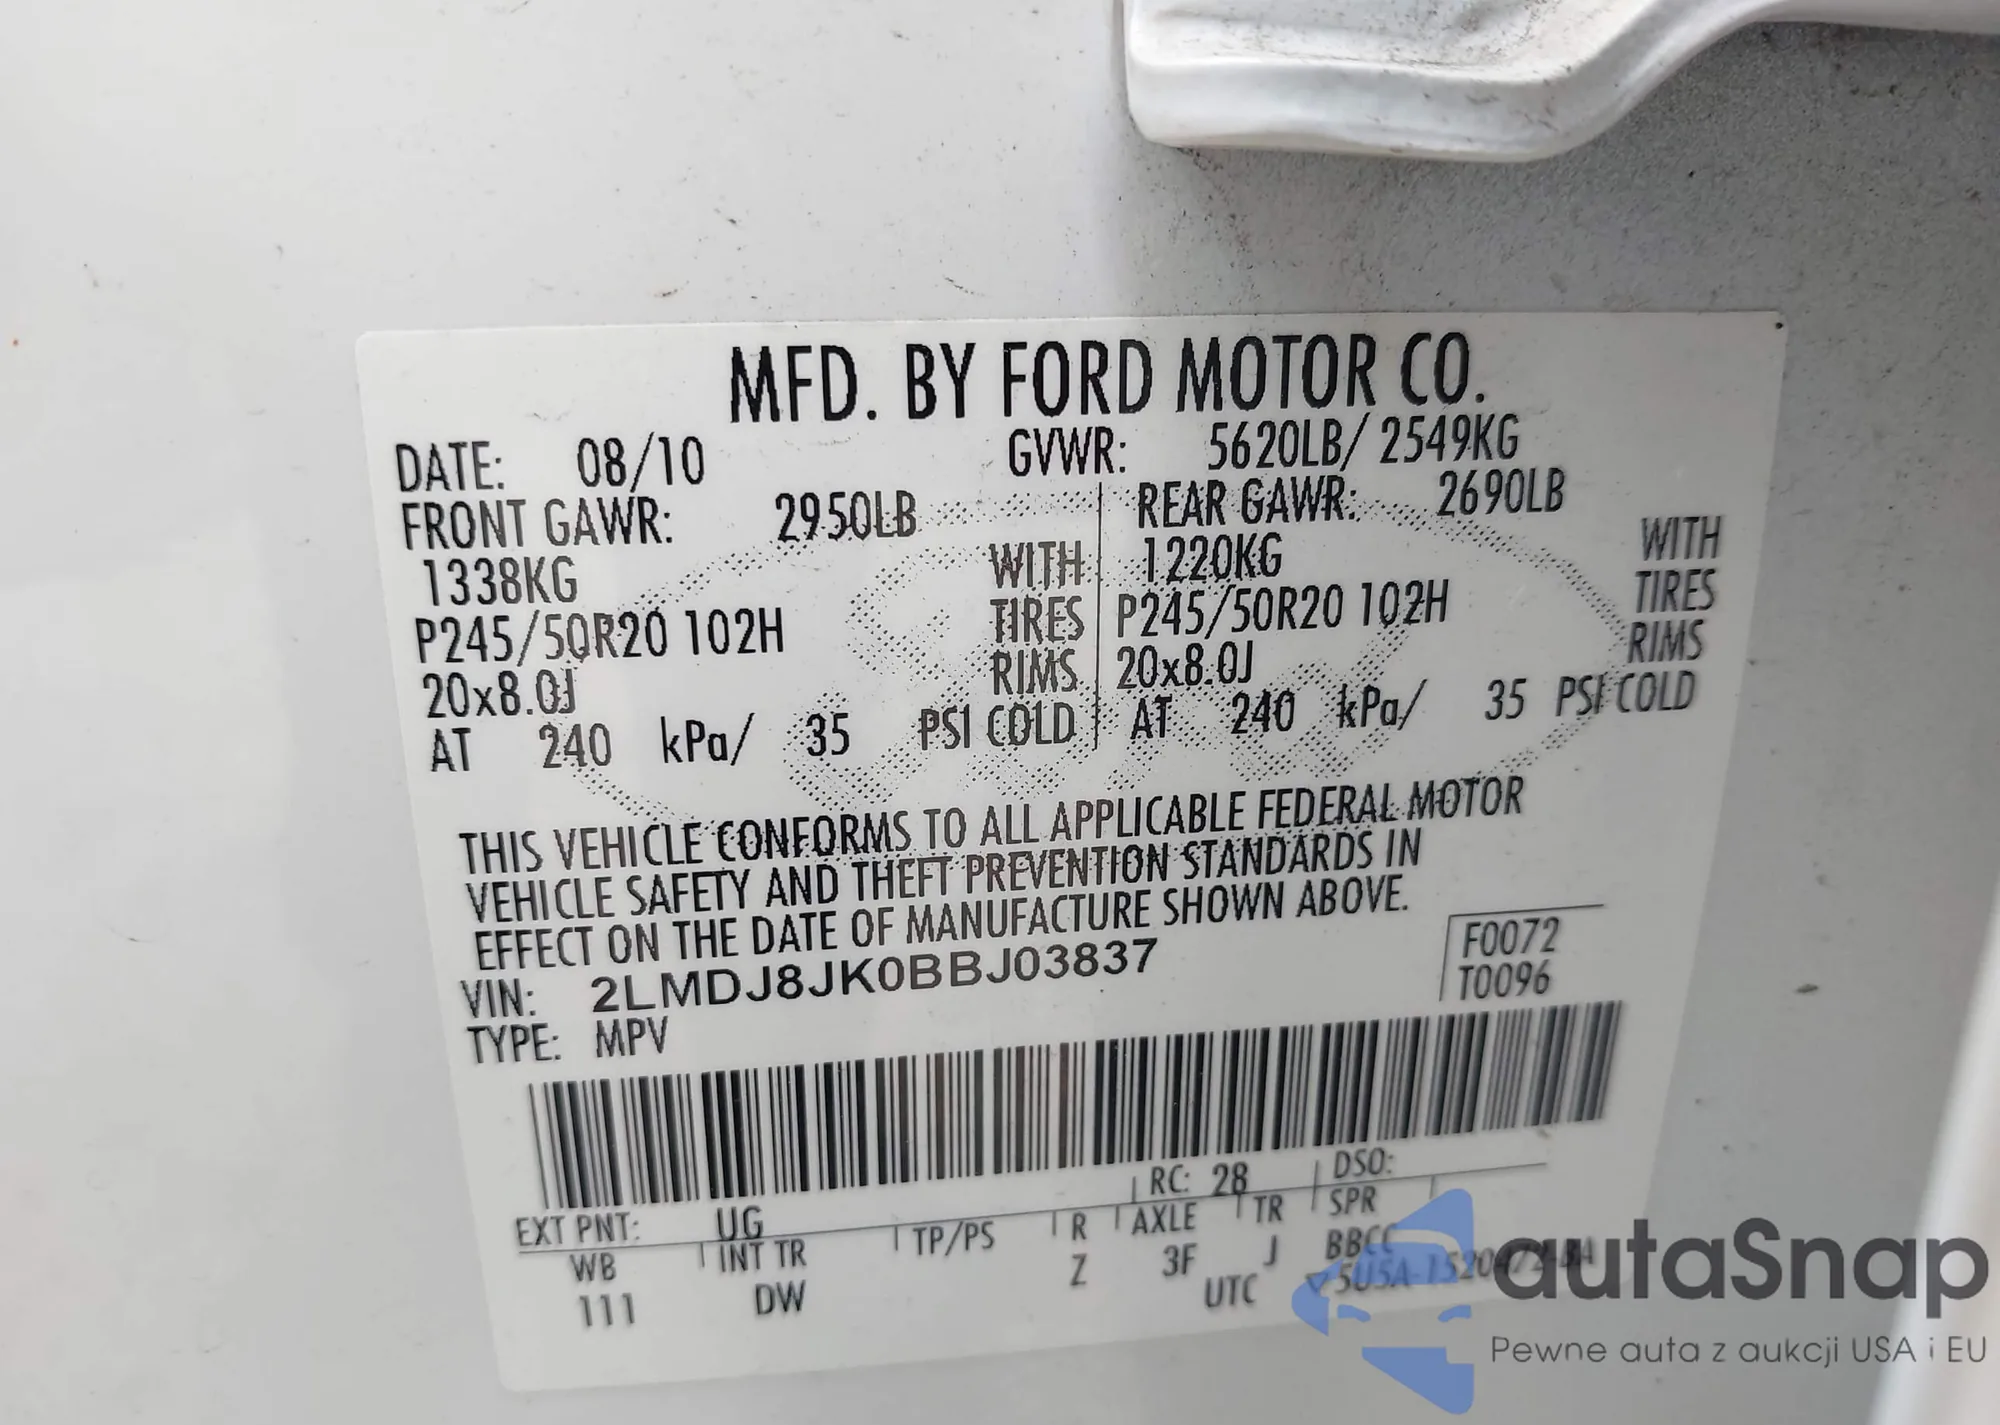 MFD. BY FORD MOTOR CO.
DATE: 08/10 GVWR: 5620LB/ 2549KG
FRONT GAWR: 2950LB REAR GAWR: 2690LB
1338KG WITH 1220KG WITH
P245/50R20 102H TIRES P245/50R20 102H TIRES
20x8.0J RIMS 20x8.0J RIMS
AT 240 kPa/ 35 PSI COLD AT 240 kPa/ 35 PSI COLD
THIS VEHICLE CONFORMS TO ALL APPLICABLE FEDERAL MOTOR
VEHICLE SAFETY AND THEFT PREVENTION STANDARDS IN
EFFECT ON THE DATE OF MANUFACTURE SHOWN ABOVE.
VIN: 2LMDJ8JK0BBJ03837 F0072
TYPE: MPV T0096
EXT PNT: UG RC: 28 DSO:
WB INT TR TP/PS R AXLE TR SPR
111 DW Z 3F J BBCC
UTC
autaSnap
Pewne auta z aukcji USA i EU